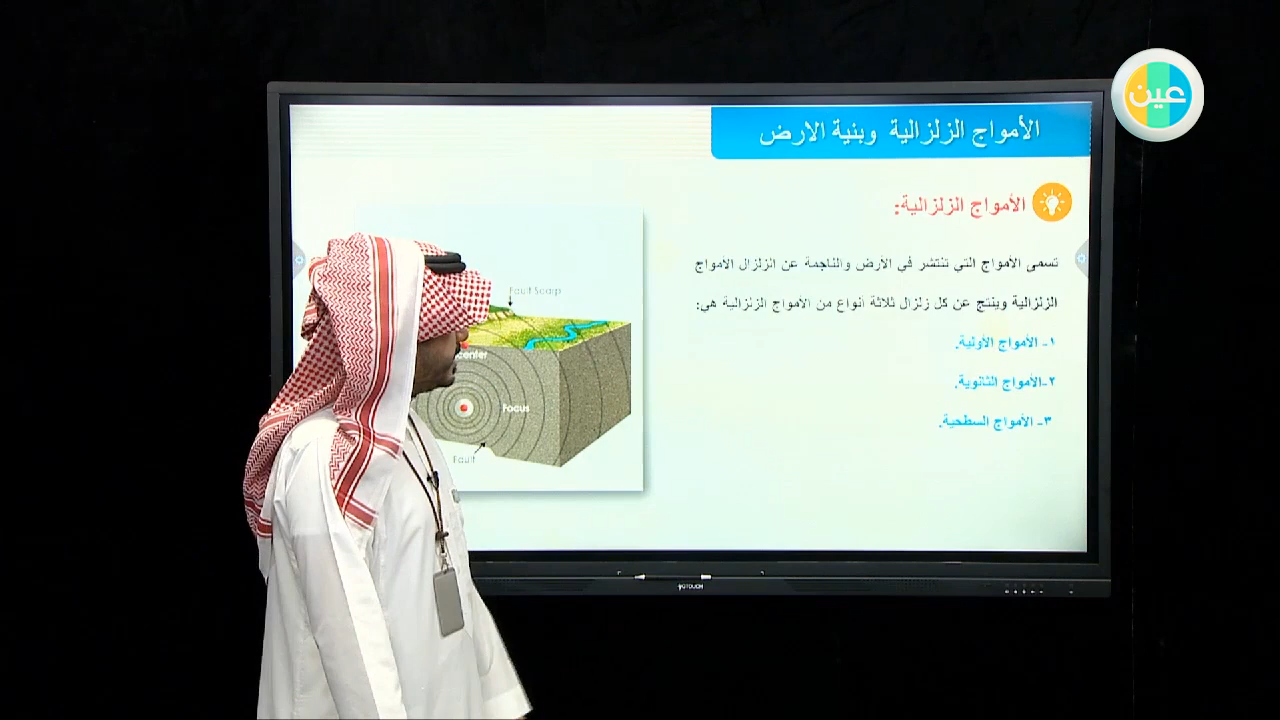 عين
الأمواج الزلزالية وبنية الارض
الأمواج الزلزالية:
تسمى الأمواج التي تنتشر في الارض والناجمة عن الزلزال الامواج
الزلزالية وينتج عن كل زلزال ثلاثة انواع من الامواج الزلزالية هي:
١- الأمواج الأولية.
٢-الأمواج الثانوية.
٣- الأمواج السطحية.
Fault Scarp
Focus
Fault